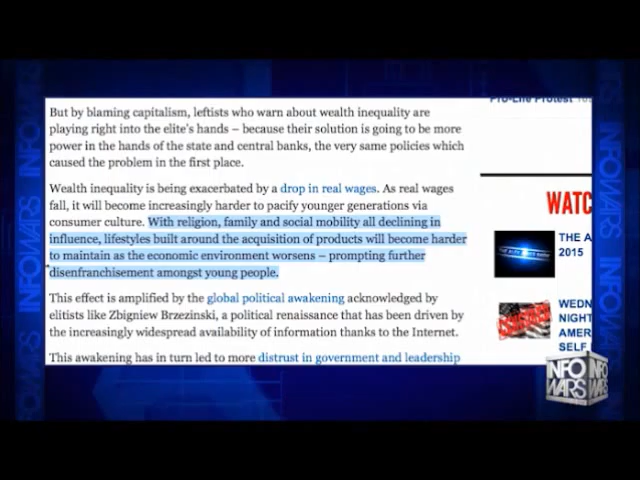 Pro-Life Protest
But by blaming capitalism, leftists who warn about wealth inequality are
playing right into the elite's hands – because their solution is going to be more
power in the hands of the state and central banks, the very same policies which
caused the problem in the first place.
Wealth inequality is being exacerbated by a drop in real wages. As real wages
fall, it will become increasingly harder to pacify younger generations via
consumer culture. With religion, family and social mobility all declining in
influence, lifestyles built around the acquisition of products will become harder
to maintain as the economic environment worsens – prompting further
disenfranchisement amongst young people.
This effect is amplified by the global political awakening acknowledged by
elitists like Zbigniew Brzezinski, a political renaissance that has been driven by
the increasingly widespread availability of information thanks to the Internet.
This awakening has in turn led to more distrust in government and leadership
WATC
THE A
2015
WEDN
NIGHT
AMER
SELF
INFOWARS
INFOWARS
INFOWARS
INFO
WARS
INFO
WARS